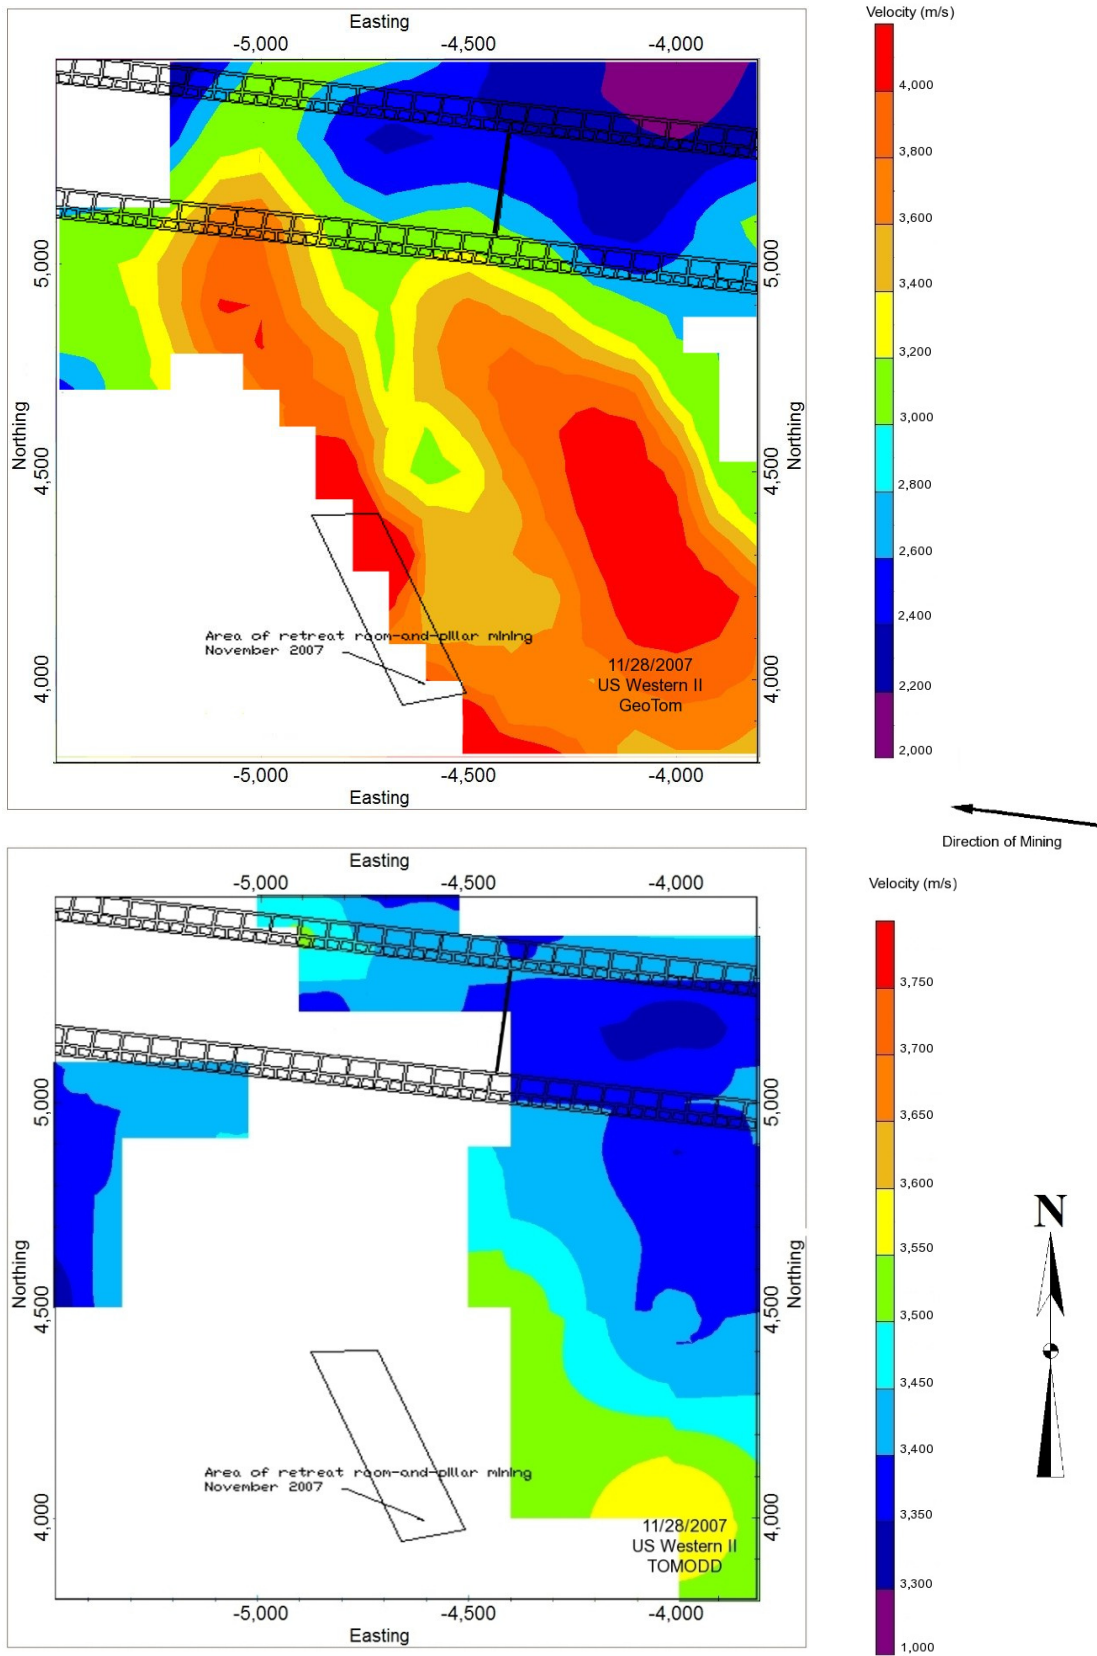 Easting
-5,000 -4,500 -4,000
Velocity (m/s)
4,000
3,800
3,600
3,400
3,200
3,000
2,800
2,600
2,400
2,200
2,000
5,000
4,500
4,000
Northing
5,000
4,500
4,000
Northing
Area of retreat room-and-pillar mining
November 2007
11/28/2007
US Western II
GeoTom
-5,000 -4,500 -4,000
Easting
Direction of Mining
Easting
-5,000 -4,500 -4,000
Velocity (m/s)
3,750
3,700
3,650
3,600
3,550
3,500
3,450
3,400
3,350
3,300
1,000
5,000
4,500
4,000
Northing
5,000
4,500
4,000
Northing
N
Area of retreat room-and-pillar mining
November 2007
11/28/2007
US Western II
TOMODD
-5,000 -4,500 -4,000
Easting